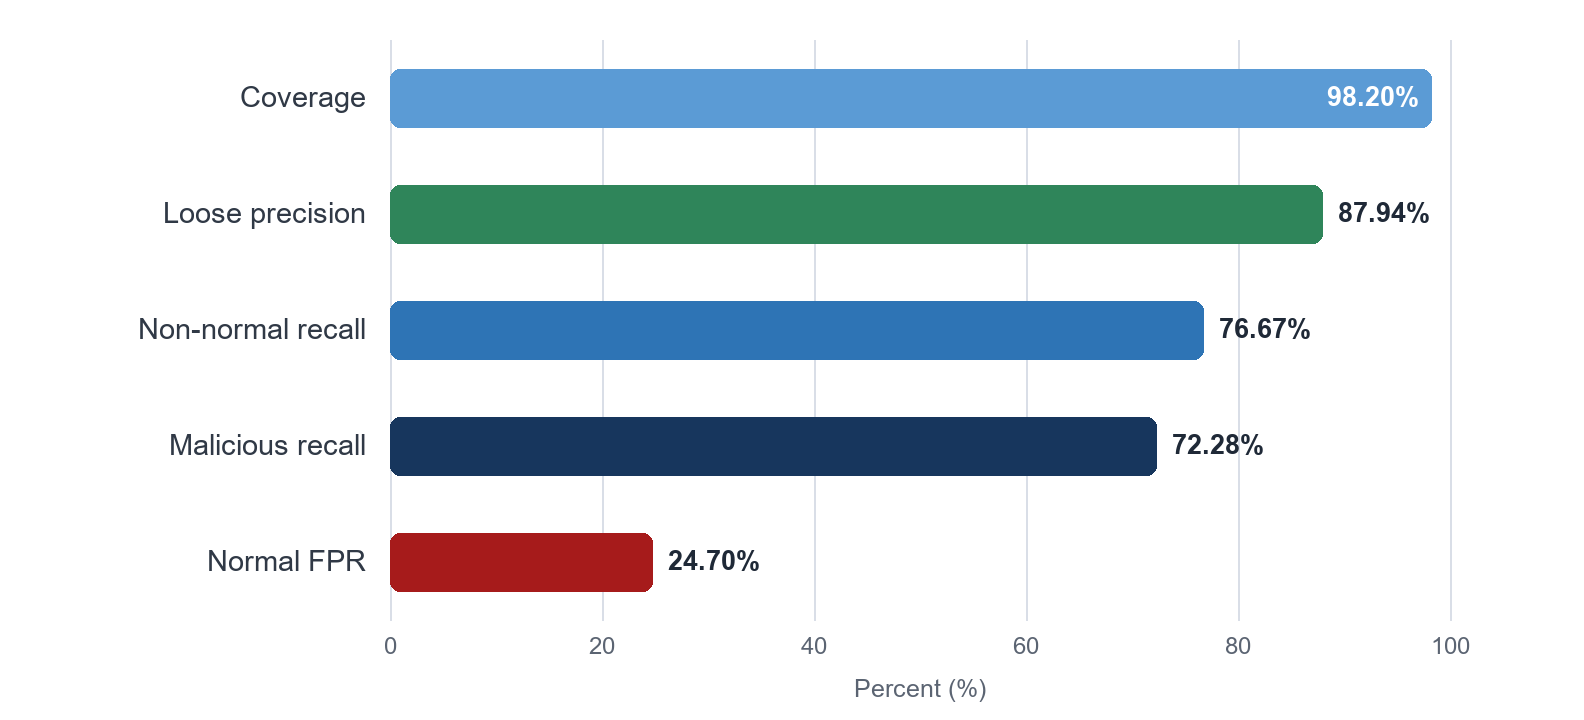 Coverage 98.20%
Loose precision 87.94%
Non-normal recall 76.67%
Malicious recall 72.28%
Normal FPR 24.70%
0 20 40 60 80 100
Percent (%)